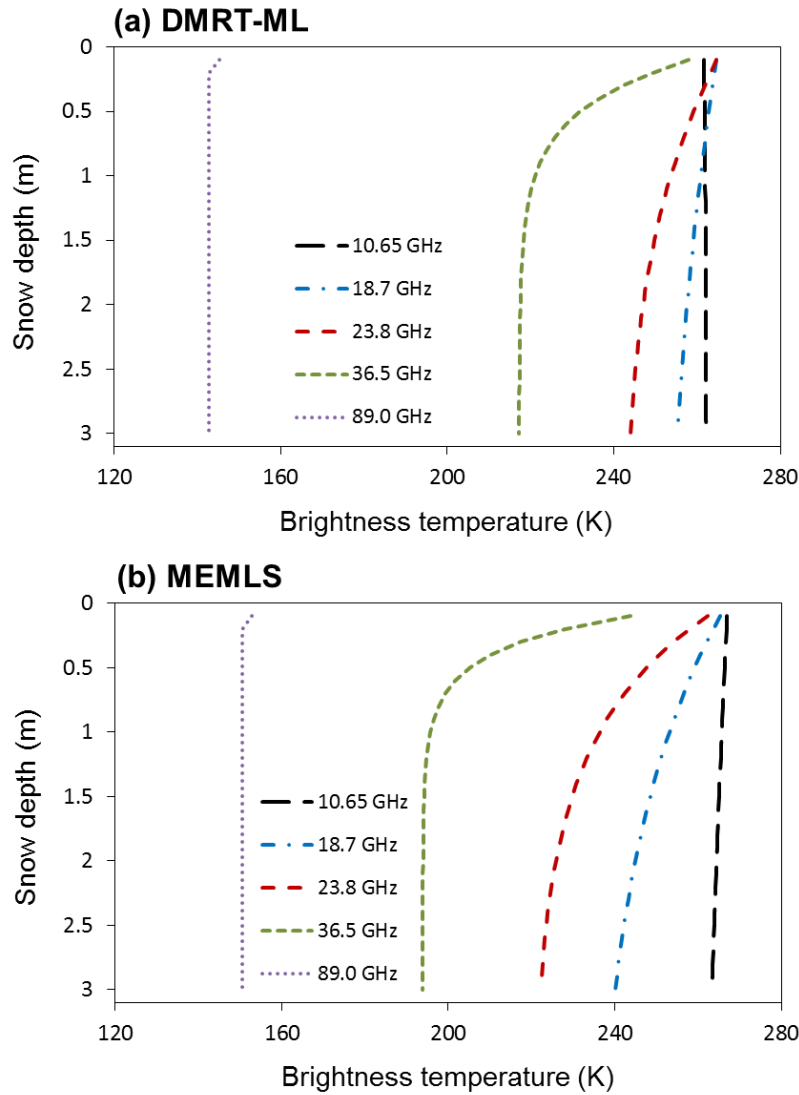 (a) DMRT-ML
0
0.5
1
1.5
2
2.5
3
Snow depth (m)
10.65 GHz
18.7 GHz
23.8 GHz
36.5 GHz
89.0 GHz
120 160 200 240 280
Brightness temperature (K)
(b) MEMLS
0
0.5
1
1.5
2
2.5
3
Snow depth (m)
10.65 GHz
18.7 GHz
23.8 GHz
36.5 GHz
89.0 GHz
120 160 200 240 280
Brightness temperature (K)